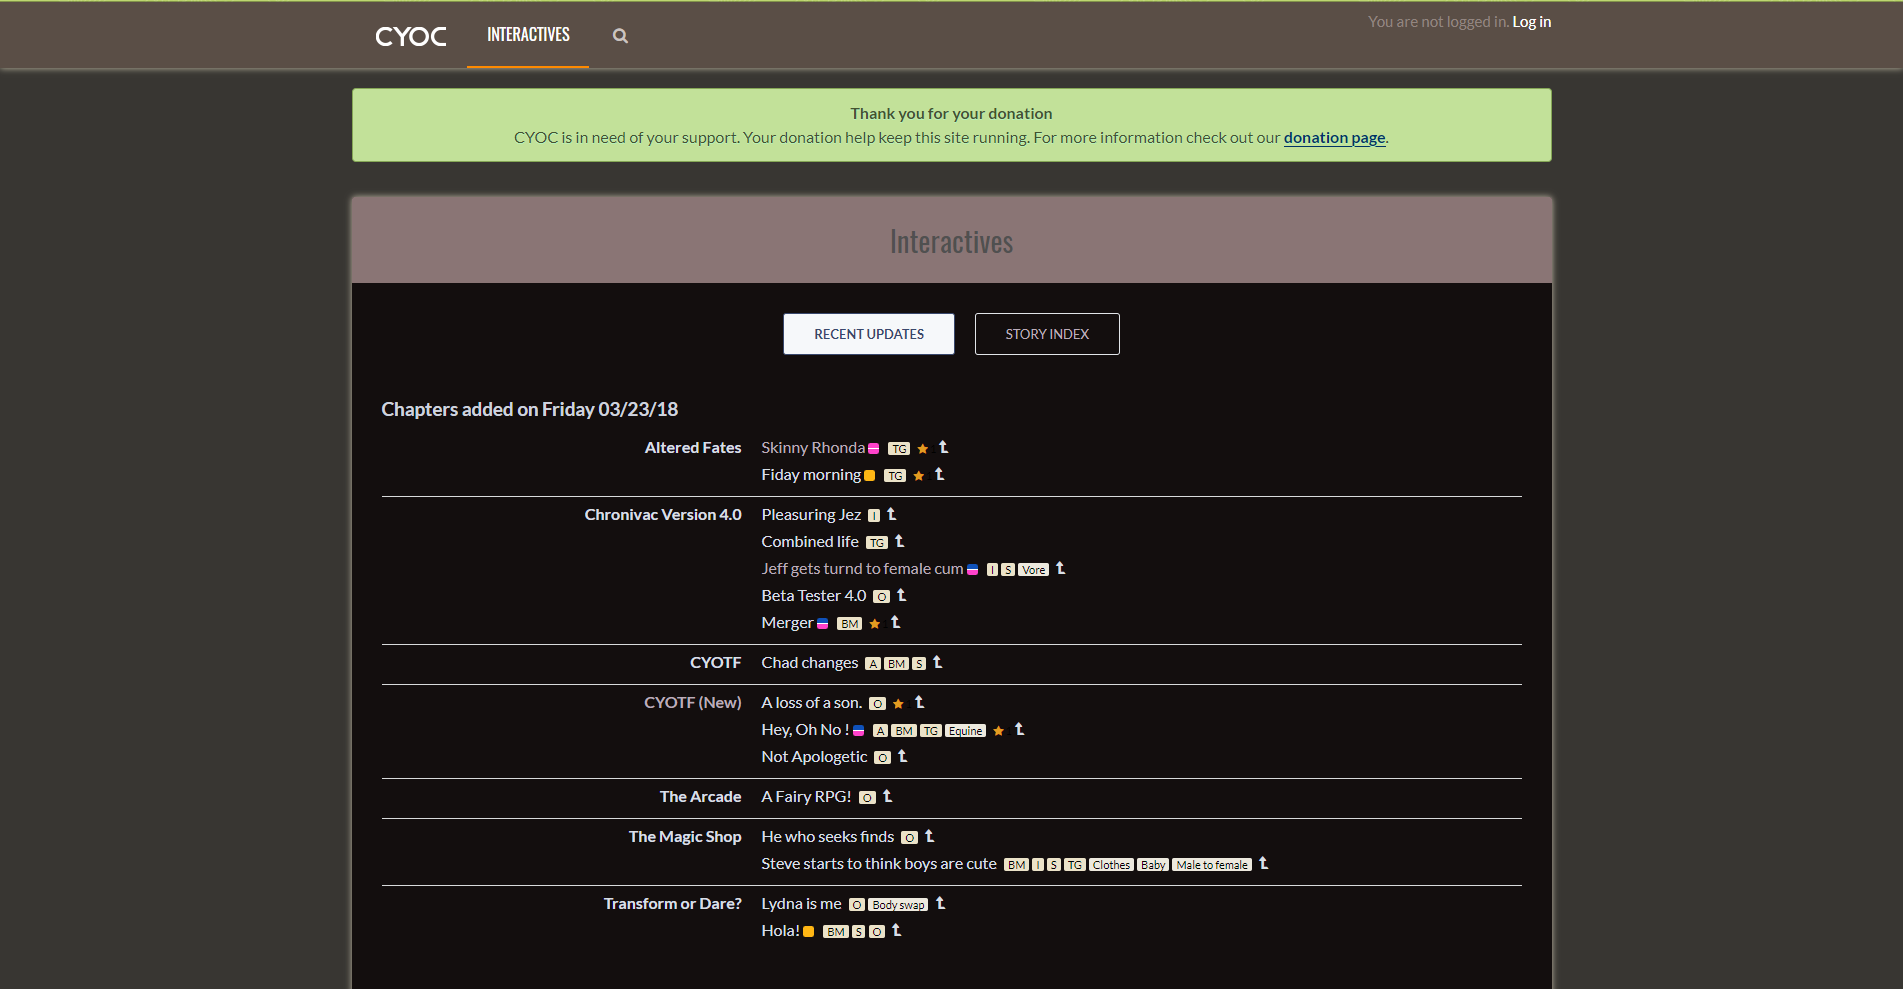 CYOC
INTERACTIVES
You are not logged in. Log in
Thank you for your donation
CYOC is in need of your support. Your donation help keep this site running. For more information check out our donation page.
Interactives
RECENT UPDATES
STORY INDEX
Chapters added on Friday 03/23/18
Altered Fates
Skinny Rhonda TG
Fiday morning TG
Chronivac Version 4.0
Pleasuring Jez I
Combined life TG
Jeff gets turnd to female cum I S Vore
Beta Tester 4.0 O
Merger BM
CYOTF
Chad changes A BM S
CYOTF (New)
A loss of a son. O
Hey, Oh No ! A BM TG Equine
Not Apologetic O
The Arcade
A Fairy RPG! O
The Magic Shop
He who seeks finds O
Steve starts to think boys are cute BM I S TG Clothes Baby Male to female
Transform or Dare?
Lydna is me O Body swap
Hola! BM S O